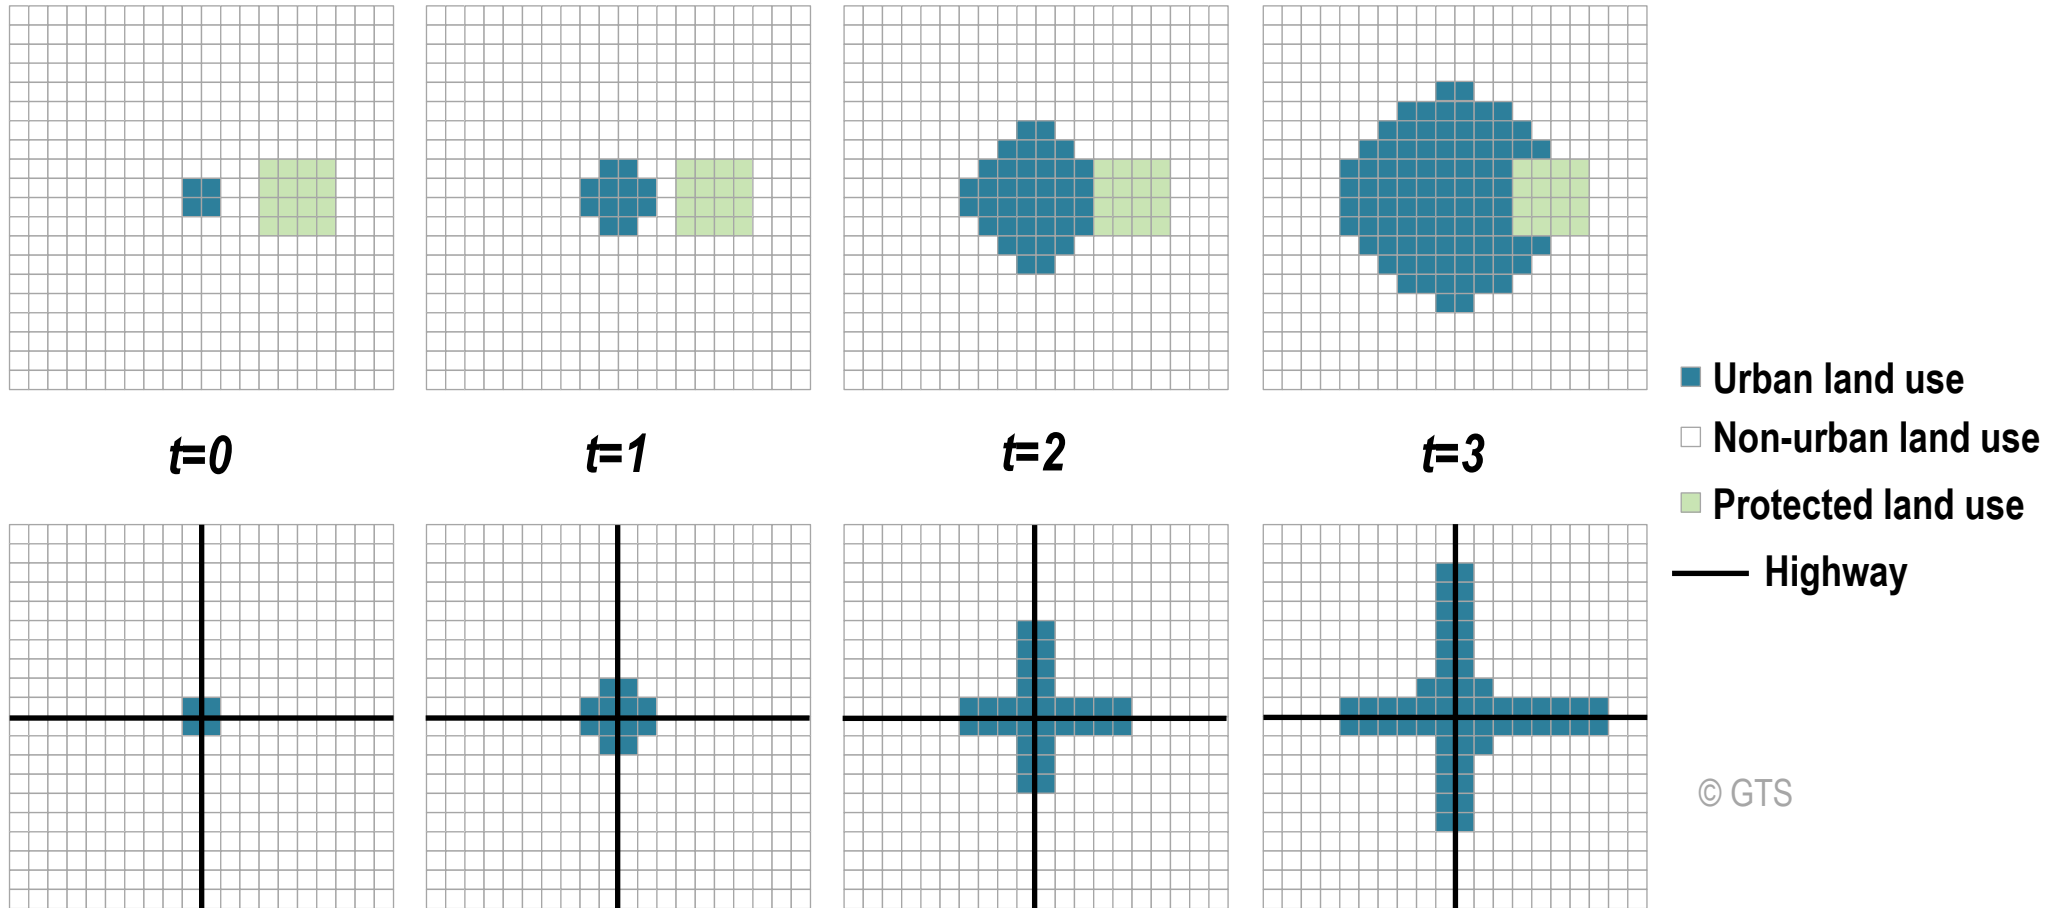 t=0
t=1
t=2
t=3
Urban land use
Non-urban land use
Protected land use
Highway
© GTS